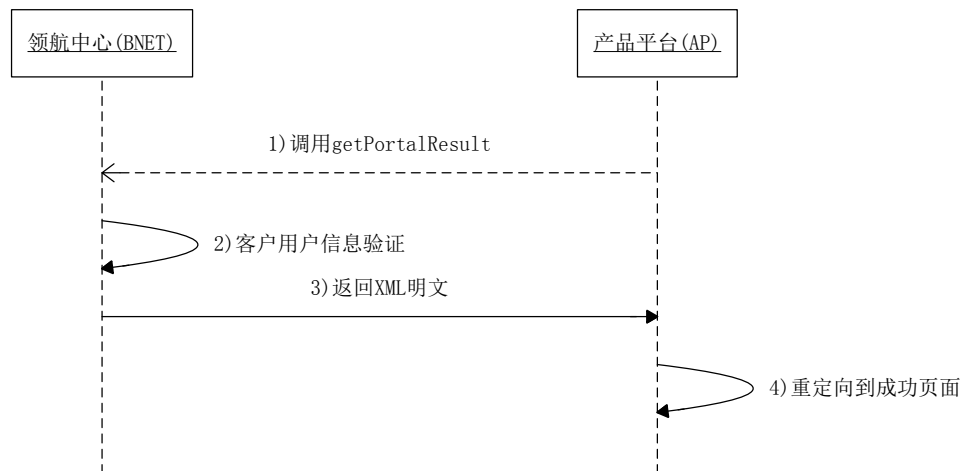 领航中心(BNET)
产品平台(AP)
1)调用getPortalResult
2)客户用户信息验证
3)返回XML明文
4)重定向到成功页面